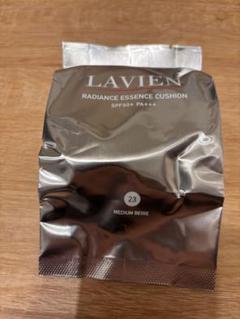 LAVIEN
RADIANCE ESSENCE CUSHION
SPF50+ PA+++
23
MEDIUM BEIGE